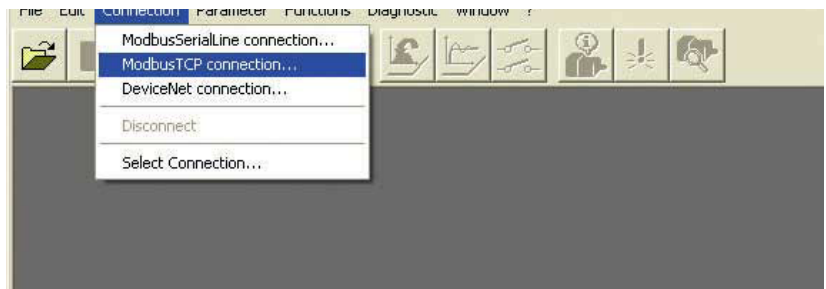 File Edit Connection Parameter Functions Diagnostic Window ?
ModbusSerialLine connection...
ModbusTCP connection...
DeviceNet connection...
Disconnect
Select Connection...